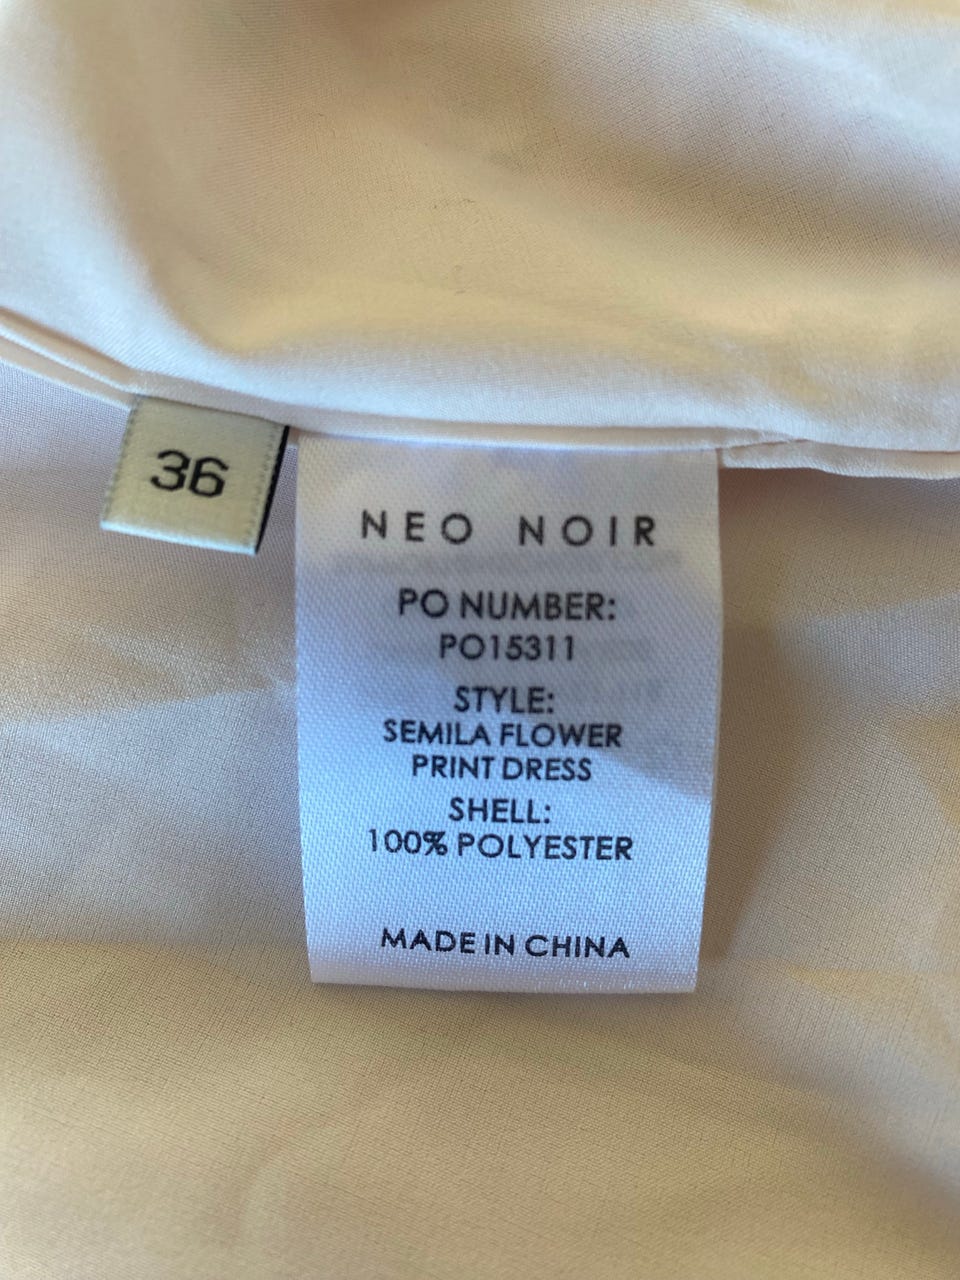 36
NEO NOIR
PO NUMBER:
PO15311
STYLE:
SEMILA FLOWER
PRINT DRESS
SHELL:
100% POLYESTER
MADE IN CHINA